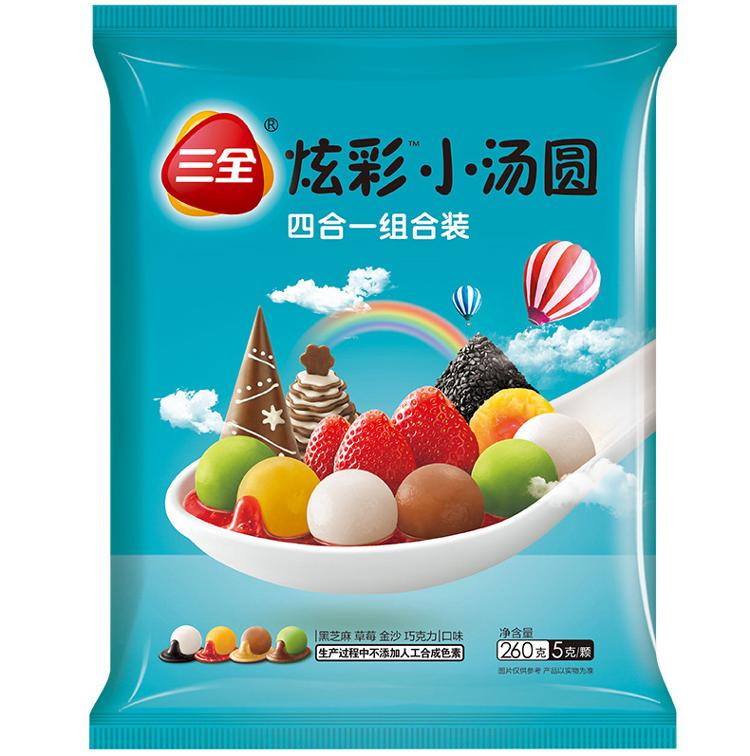 三全®
炫彩™小·汤圆
四合一组合装
黑芝麻 草莓 金沙 巧克力|口味
生产过程中不添加人工合成色素
净含量
260克 5克/颗
图片仅供参考 产品以实物为准